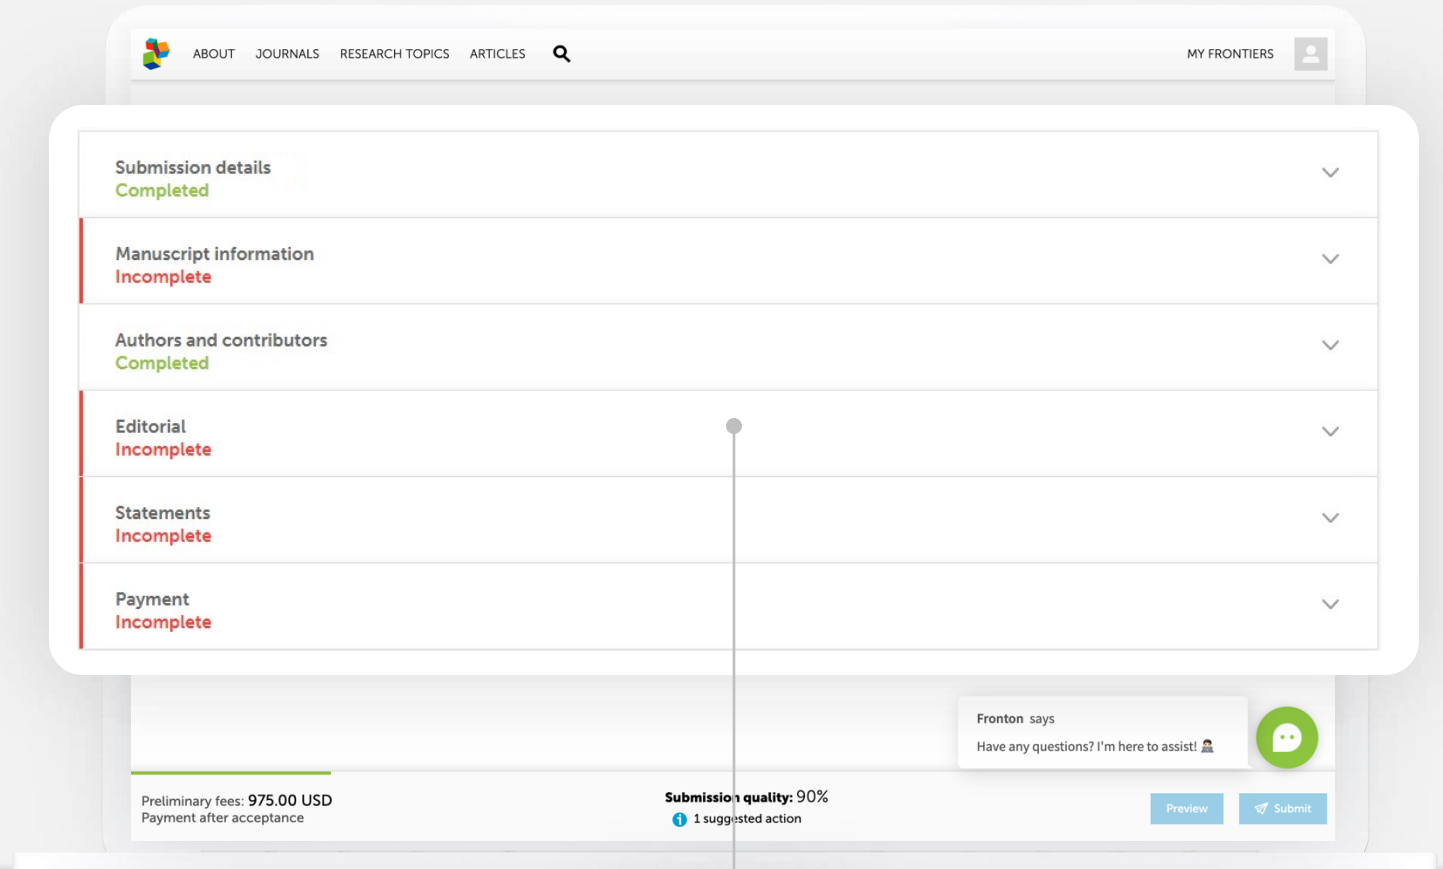 ABOUT JOURNALS RESEARCH TOPICS ARTICLES MY FRONTIERS
Submission details
Completed
Manuscript information
Incomplete
Authors and contributors
Completed
Editorial
Incomplete
Statements
Incomplete
Payment
Incomplete
Fronton says
Have any questions? I'm here to assist!
Preliminary fees: 975.00 USD
Payment after acceptance
Submission quality: 90%
1 suggested action
Preview
Submit